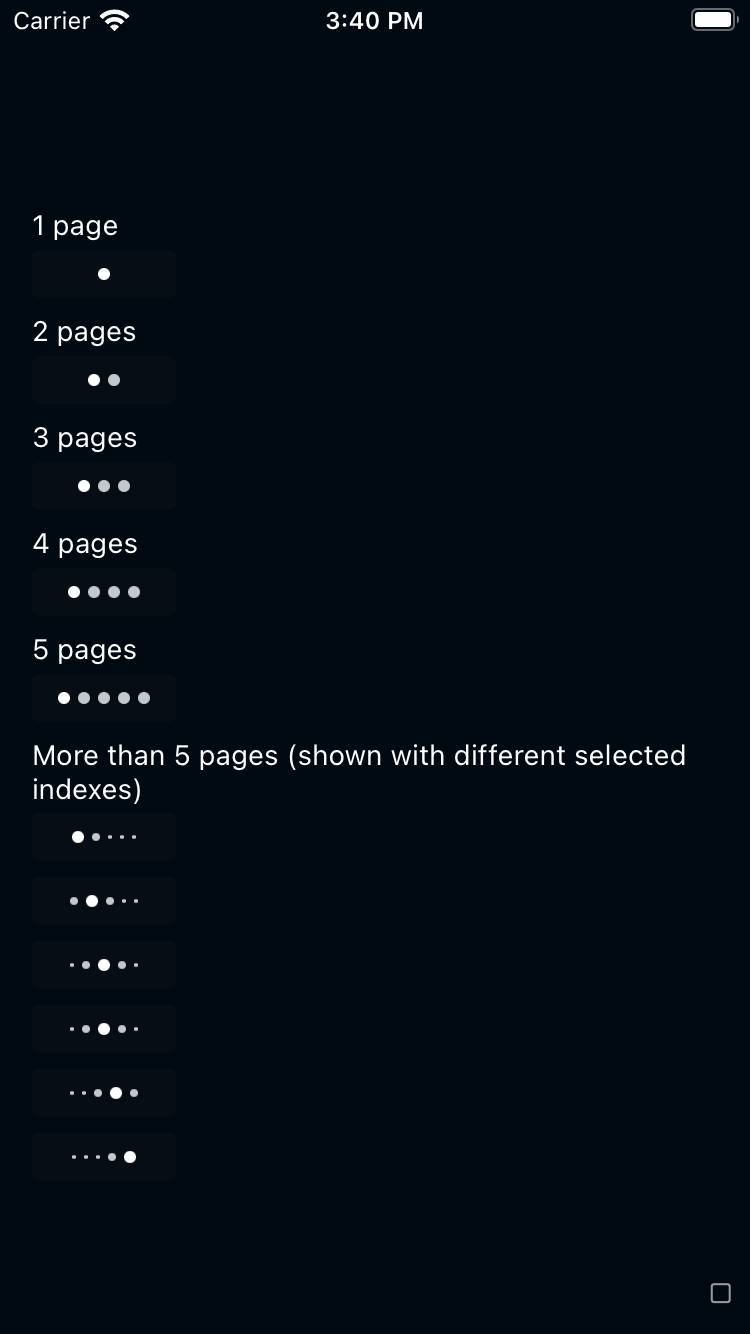 Carrier
3:40 PM
1 page
2 pages
3 pages
4 pages
5 pages
More than 5 pages (shown with different selected
indexes)